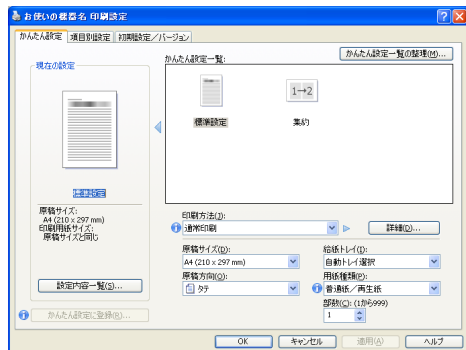 お使いの機器名 印刷設定
かんたん設定 項目別設定 初期設定/バージョン
現在の設定
かんたん設定一覧:
かんたん設定一覧の整理(M)...
1→2
標準設定
集約
標準設定
原稿サイズ:
A4 (210 x 297 mm)
印刷用紙サイズ:
原稿サイズと同じ
設定内容一覧(S)...
かんたん設定に登録(R)...
印刷方法(J):
通常印刷
詳細(O)...
原稿サイズ(D):
A4 (210 x 297 mm)
給紙トレイ(I):
自動トレイ選択
原稿方向(Q):
タテ
用紙種類(P):
普通紙/再生紙
部数(C): (1から999)
1
OK キャンセル 適用(A) ヘルプ